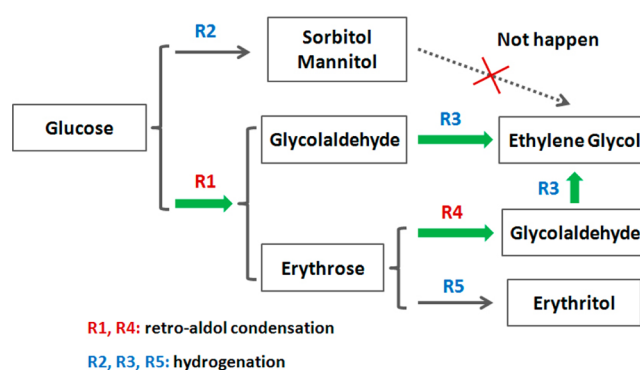 R2
Sorbitol
Mannitol
Not happen
Glucose
Glycolaldehyde
R3
Ethylene Glycol
R1
R3
R4
Glycolaldehyde
Erythrose
R5
Erythritol
R1, R4: retro-aldol condensation
R2, R3, R5: hydrogenation